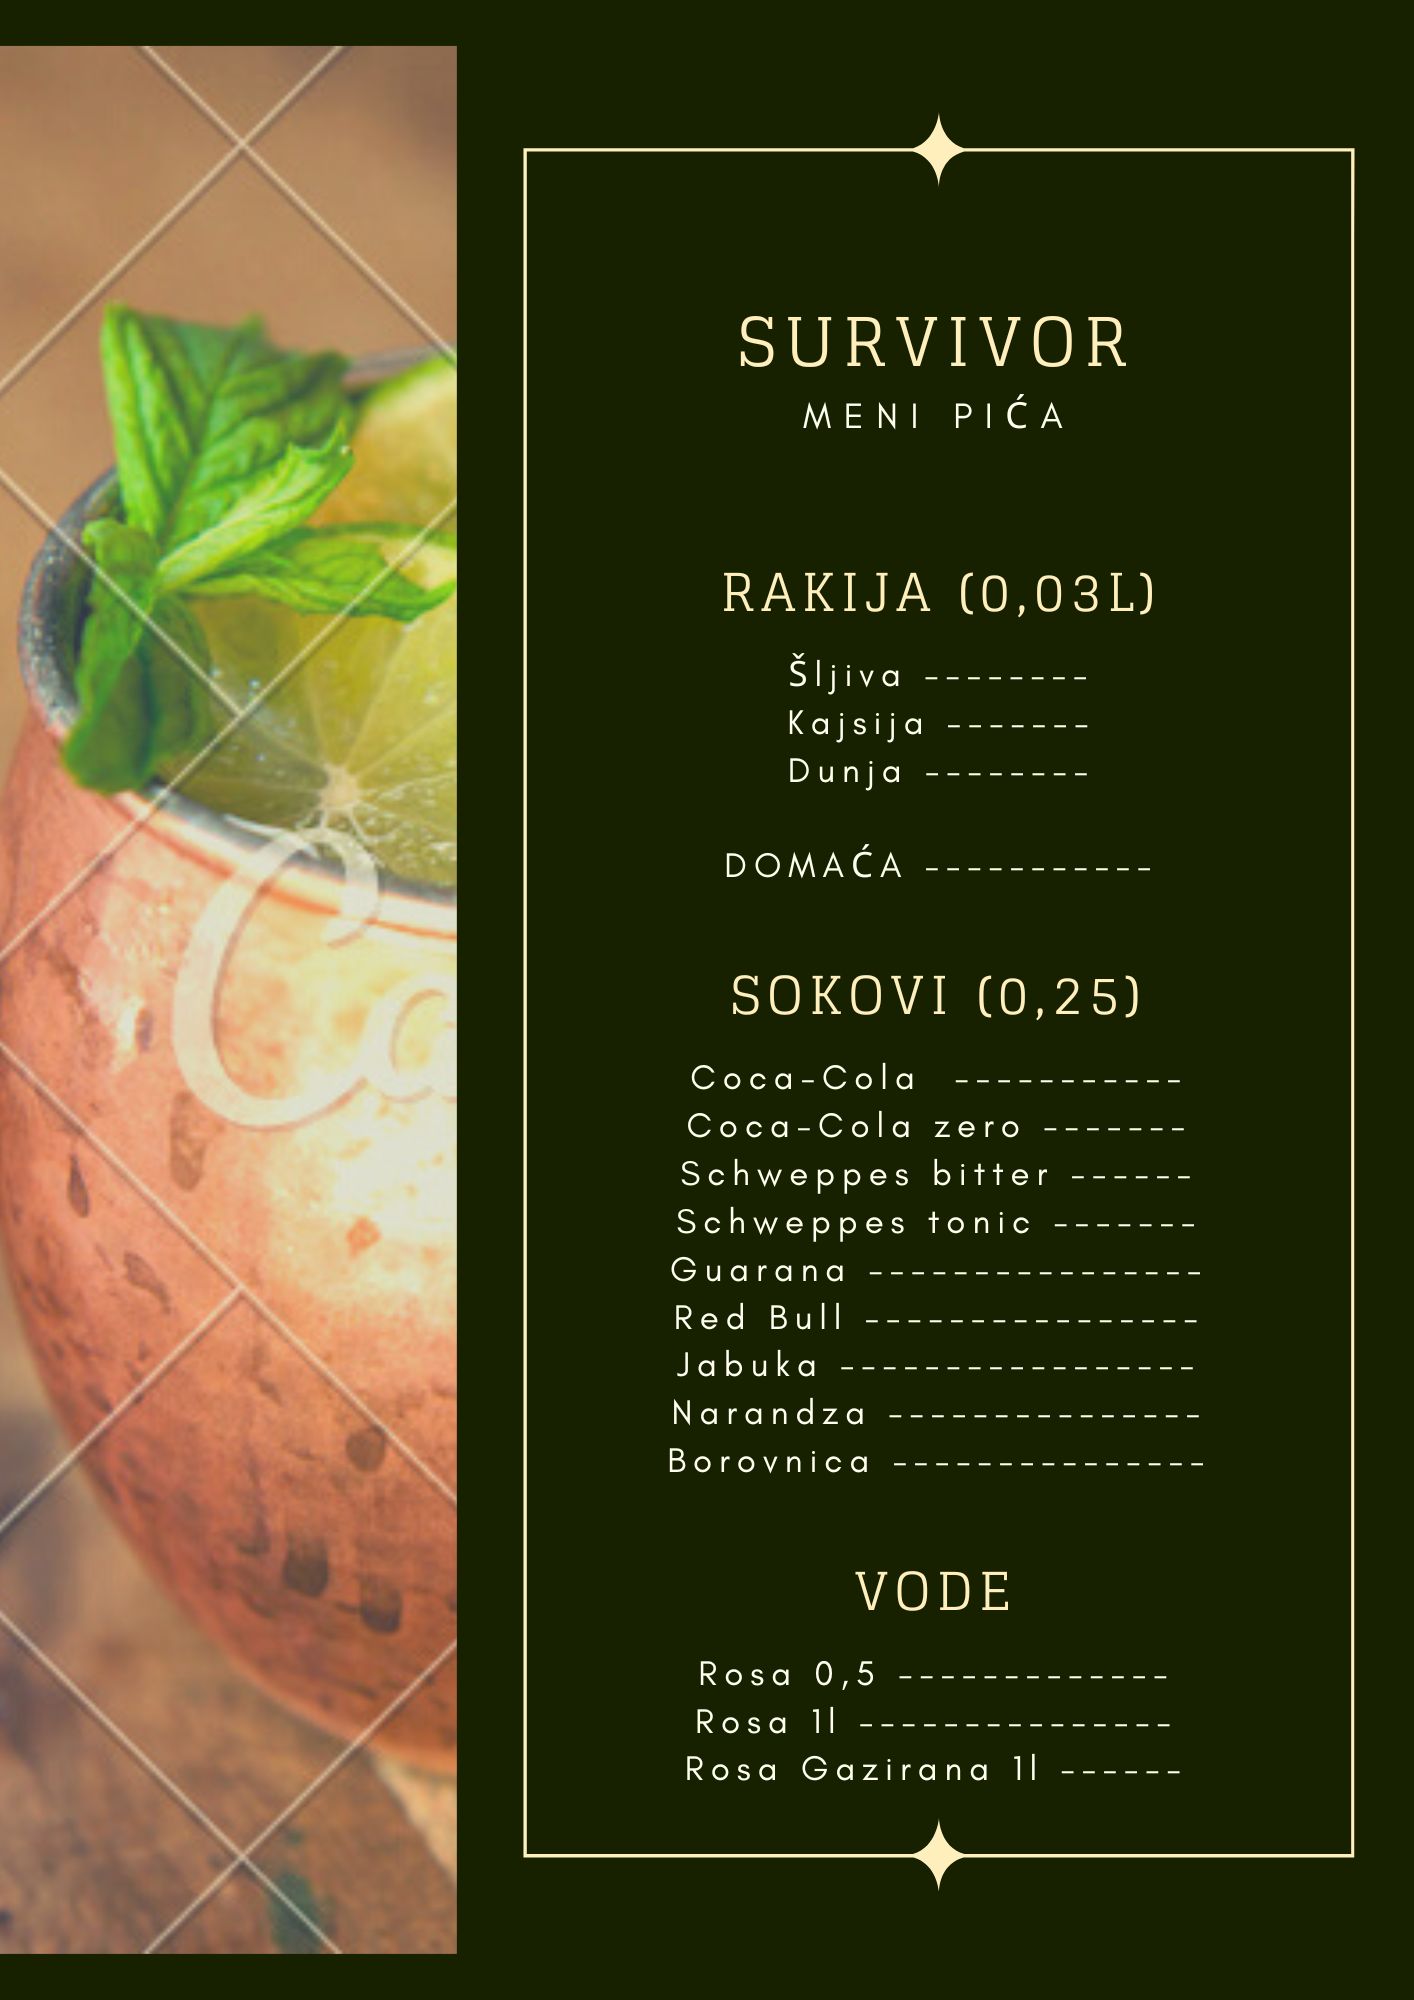 SURVIVOR
MENI PIĆA
RAKIJA (0,03L)
Šljiva --------
Kajsija -------
Dunja --------
DOMAĆA -----------
SOKOVI (0,25)
Coca-Cola -----------
Coca-Cola zero -------
Schweppes bitter ------
Schweppes tonic -------
Guarana ----------------
Red Bull ----------------
Jabuka -----------------
Narandza ---------------
Borovnica ---------------
VODE
Rosa 0,5 -------------
Rosa 1l ---------------
Rosa Gazirana 1l ------
Ca